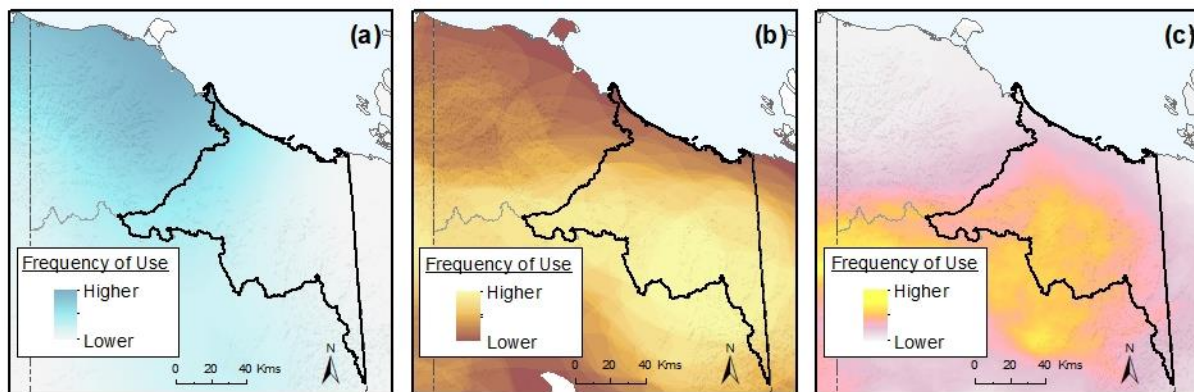 (a)
Frequency of Use
Higher
Lower
N
0 20 40 Kms
(b)
Frequency of Use
Higher
Lower
N
0 20 40 Kms
(c)
Frequency of Use
Higher
Lower
N
0 20 40 Kms